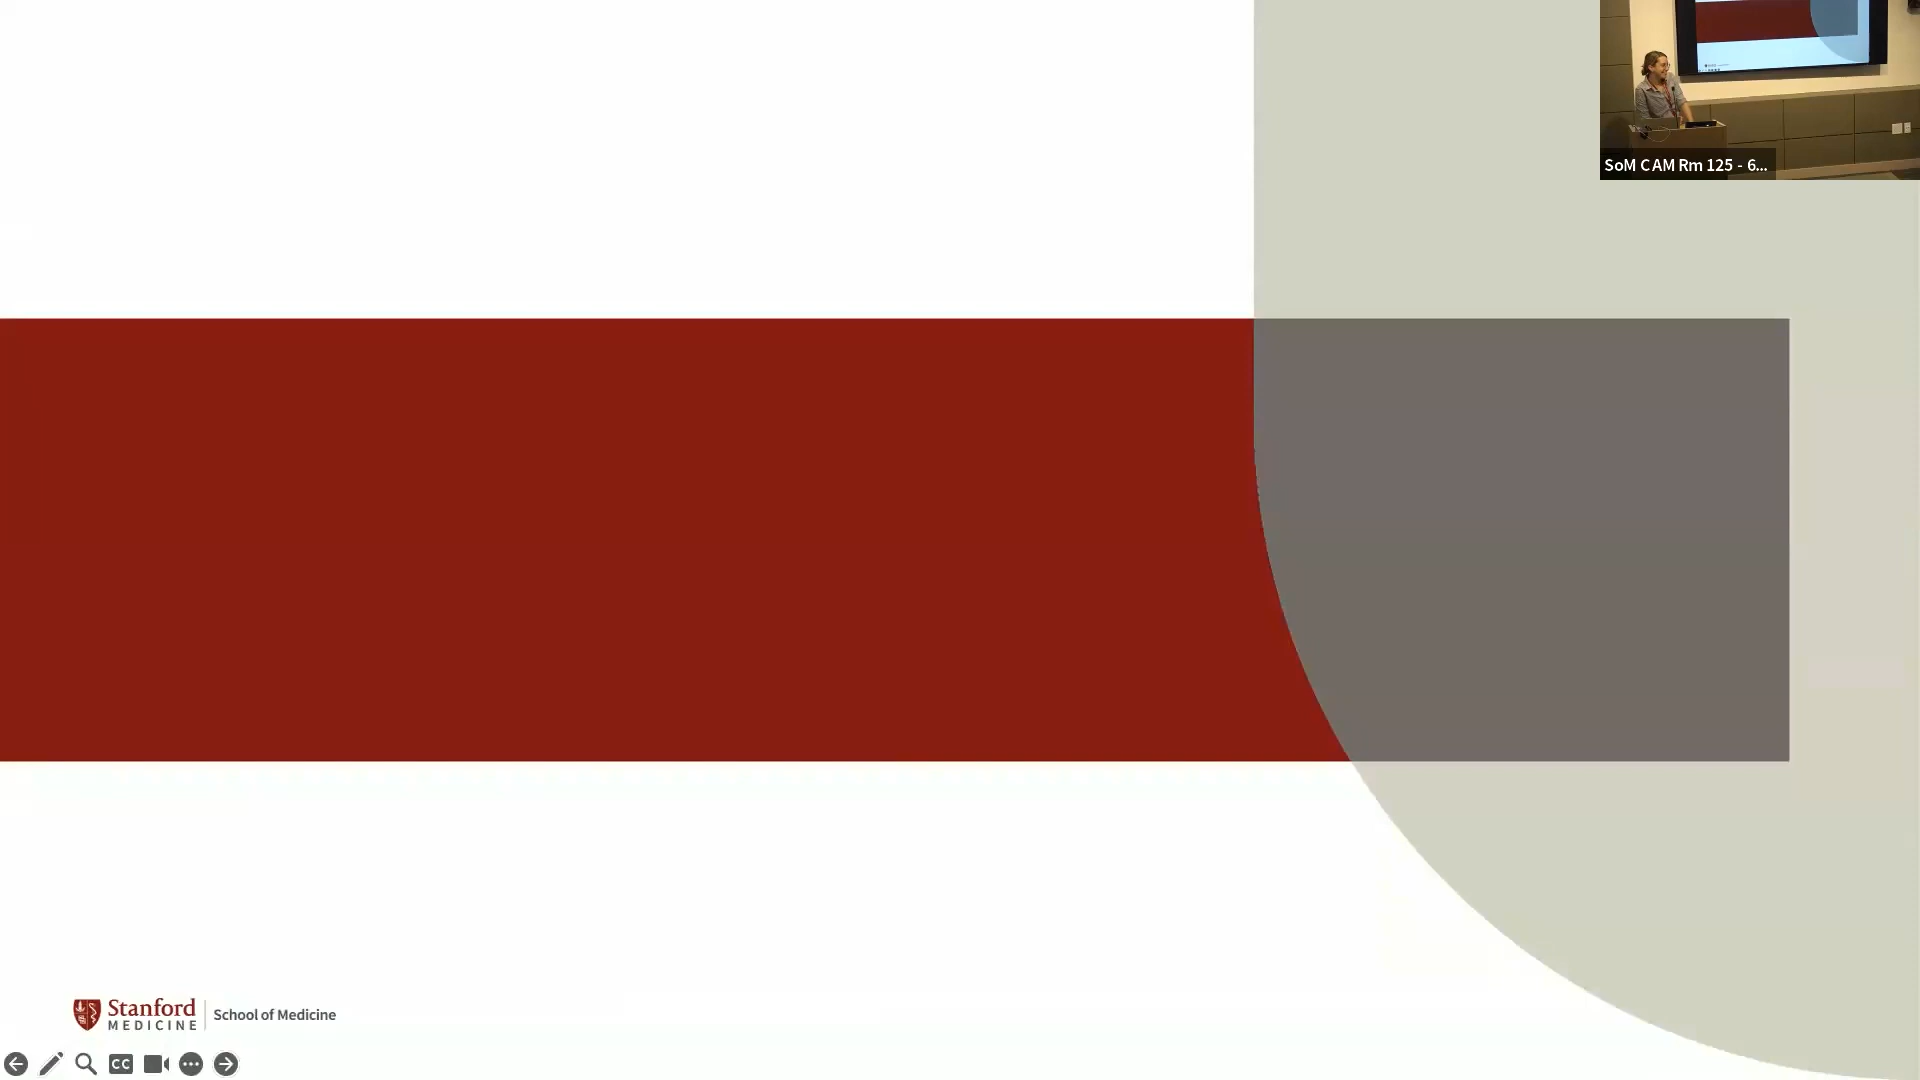 SoM CAM Rm 125 - 6...
Stanford
MEDICINE
School of Medicine
CC